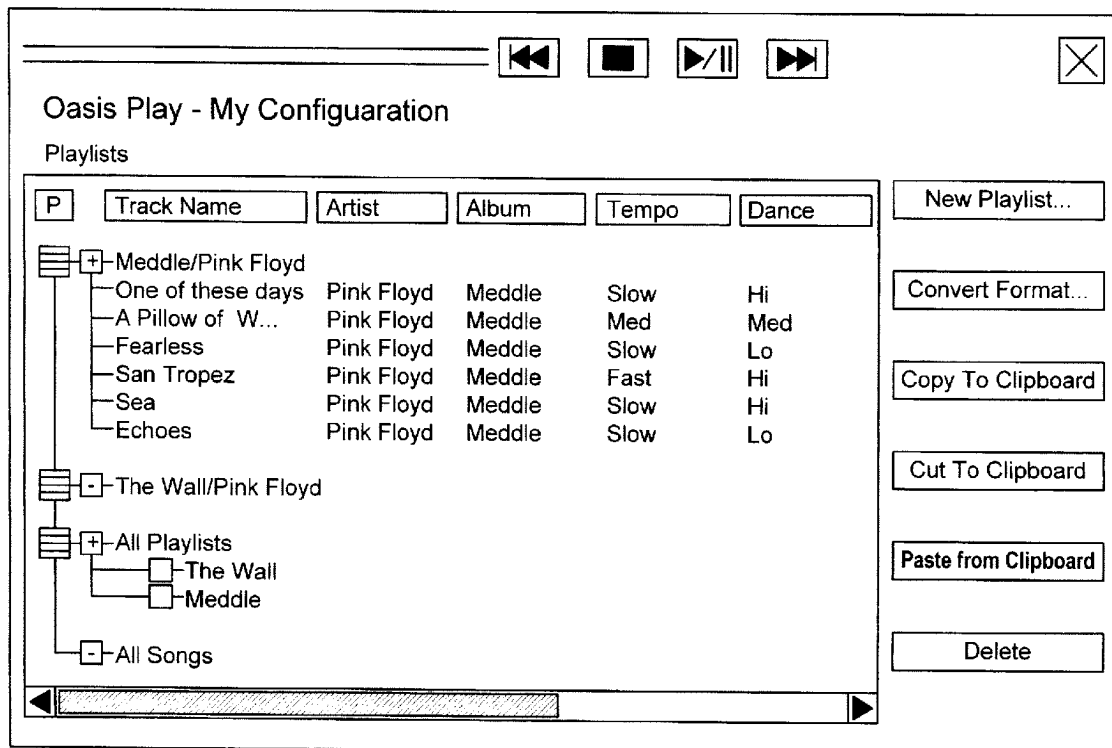 Oasis Play - My Configuaration
Playlists
P Track Name Artist Album Tempo Dance
+ Meddle/Pink Floyd
One of these days Pink Floyd Meddle Slow Hi
A Pillow of W... Pink Floyd Meddle Med Med
Fearless Pink Floyd Meddle Slow Lo
San Tropez Pink Floyd Meddle Fast Hi
Sea Pink Floyd Meddle Slow Hi
Echoes Pink Floyd Meddle Slow Lo
- The Wall/Pink Floyd
+ All Playlists
The Wall
Meddle
- All Songs
New Playlist...
Convert Format...
Copy To Clipboard
Cut To Clipboard
Paste from Clipboard
Delete